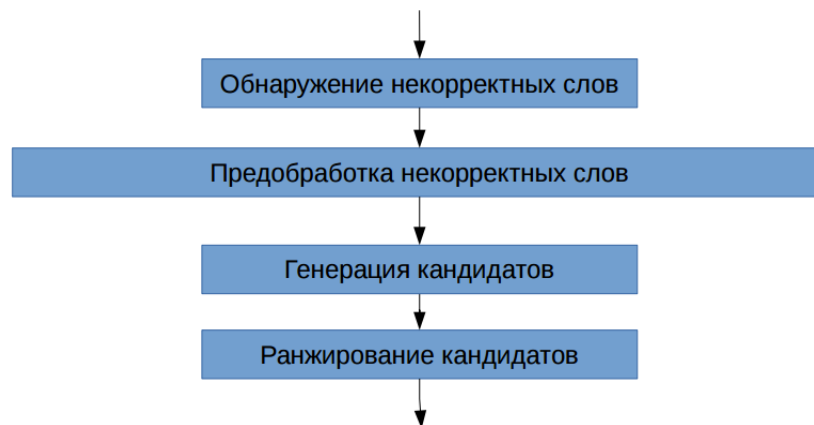 Обнаружение некорректных слов
Предобработка некорректных слов
Генерация кандидатов
Ранжирование кандидатов